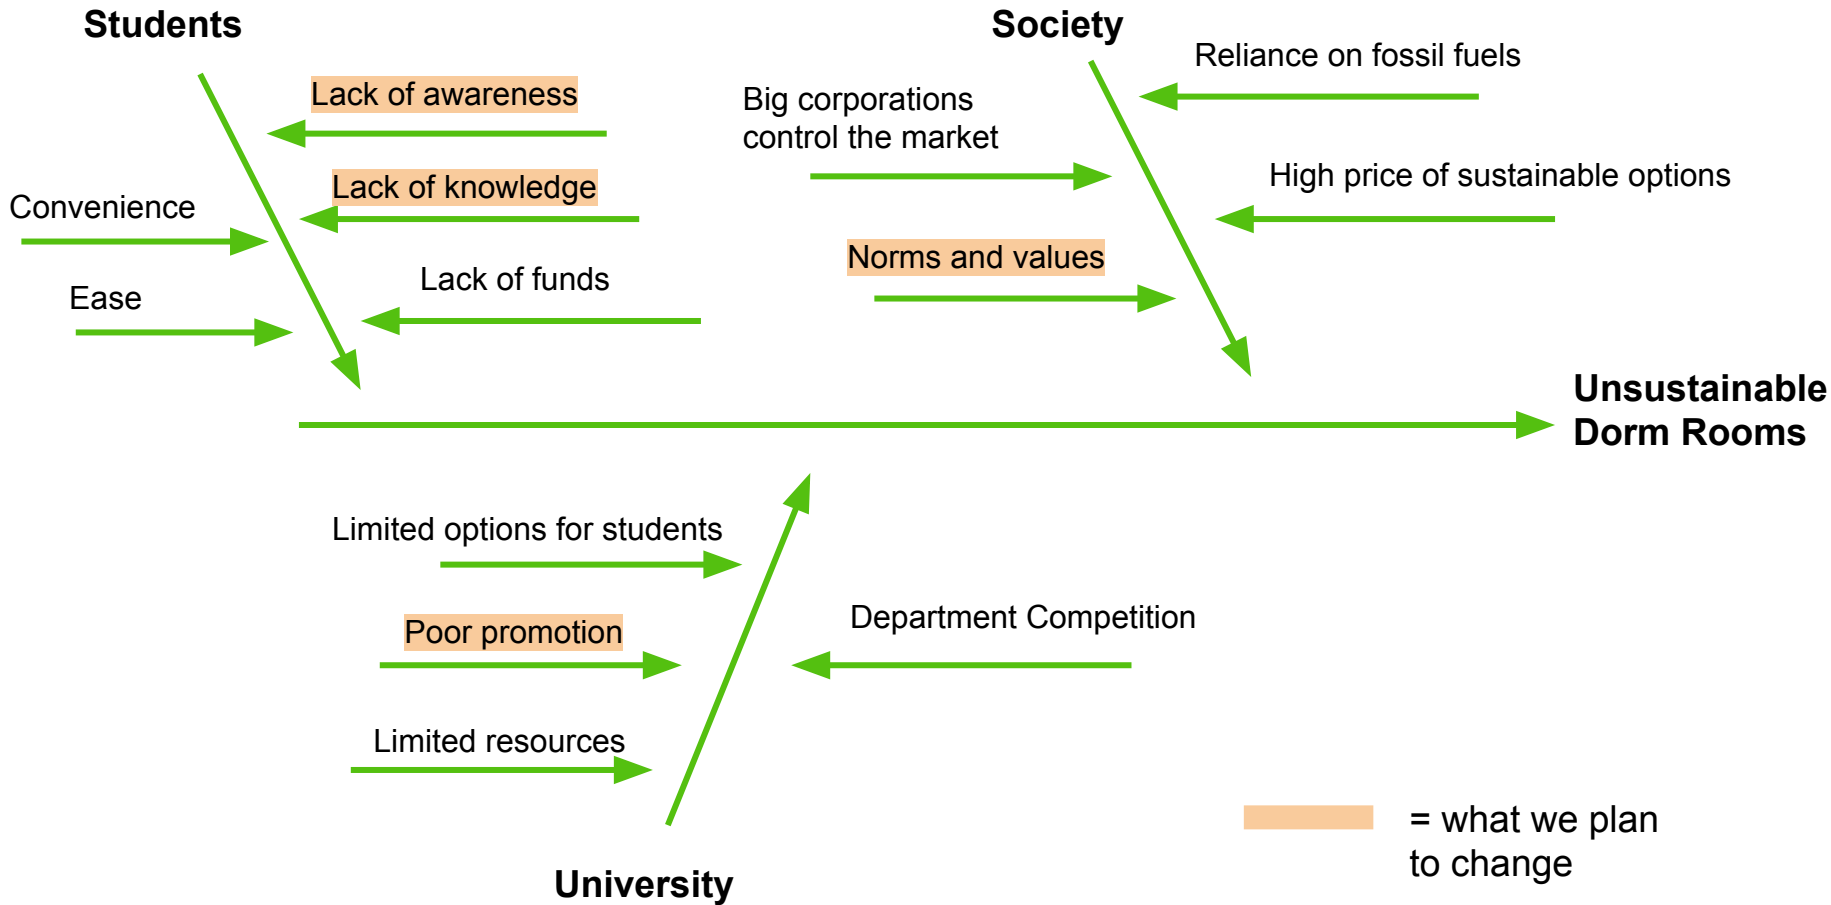 Students
Lack of awareness
Lack of knowledge
Convenience
Lack of funds
Ease
Society
Reliance on fossil fuels
Big corporations
control the market
High price of sustainable options
Norms and values
Unsustainable
Dorm Rooms
Limited options for students
Poor promotion
Department Competition
Limited resources
University
= what we plan
to change